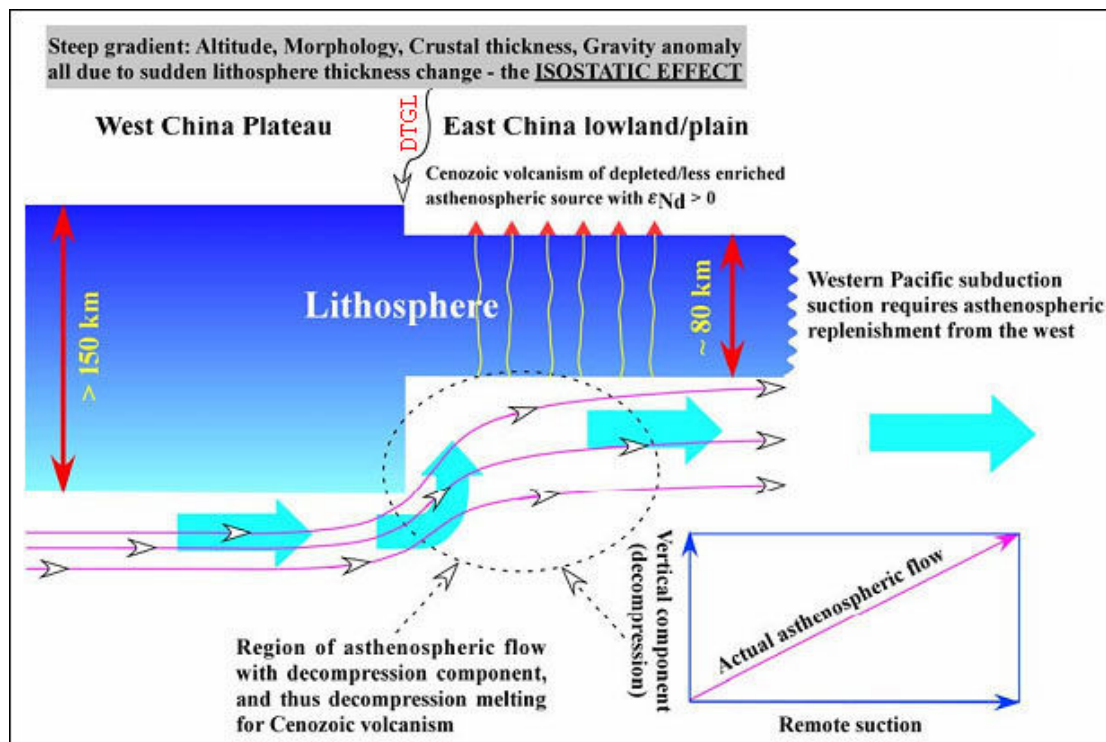 Steep gradient: Altitude, Morphology, Crustal thickness, Gravity anomaly
all due to sudden lithosphere thickness change - the ISOSTATIC EFFECT
West China Plateau
DTGL
East China lowland/plain
Cenozoic volcanism of depleted/less enriched
asthenospheric source with εNd > 0
Lithosphere
> 150 km
~ 80 km
Western Pacific subduction
suction requires asthenospheric
replenishment from the west
Region of asthenospheric flow
with decompression component,
and thus decompression melting
for Cenozoic volcanism
Vertical component
(decompression)
Actual asthenospheric flow
Remote suction